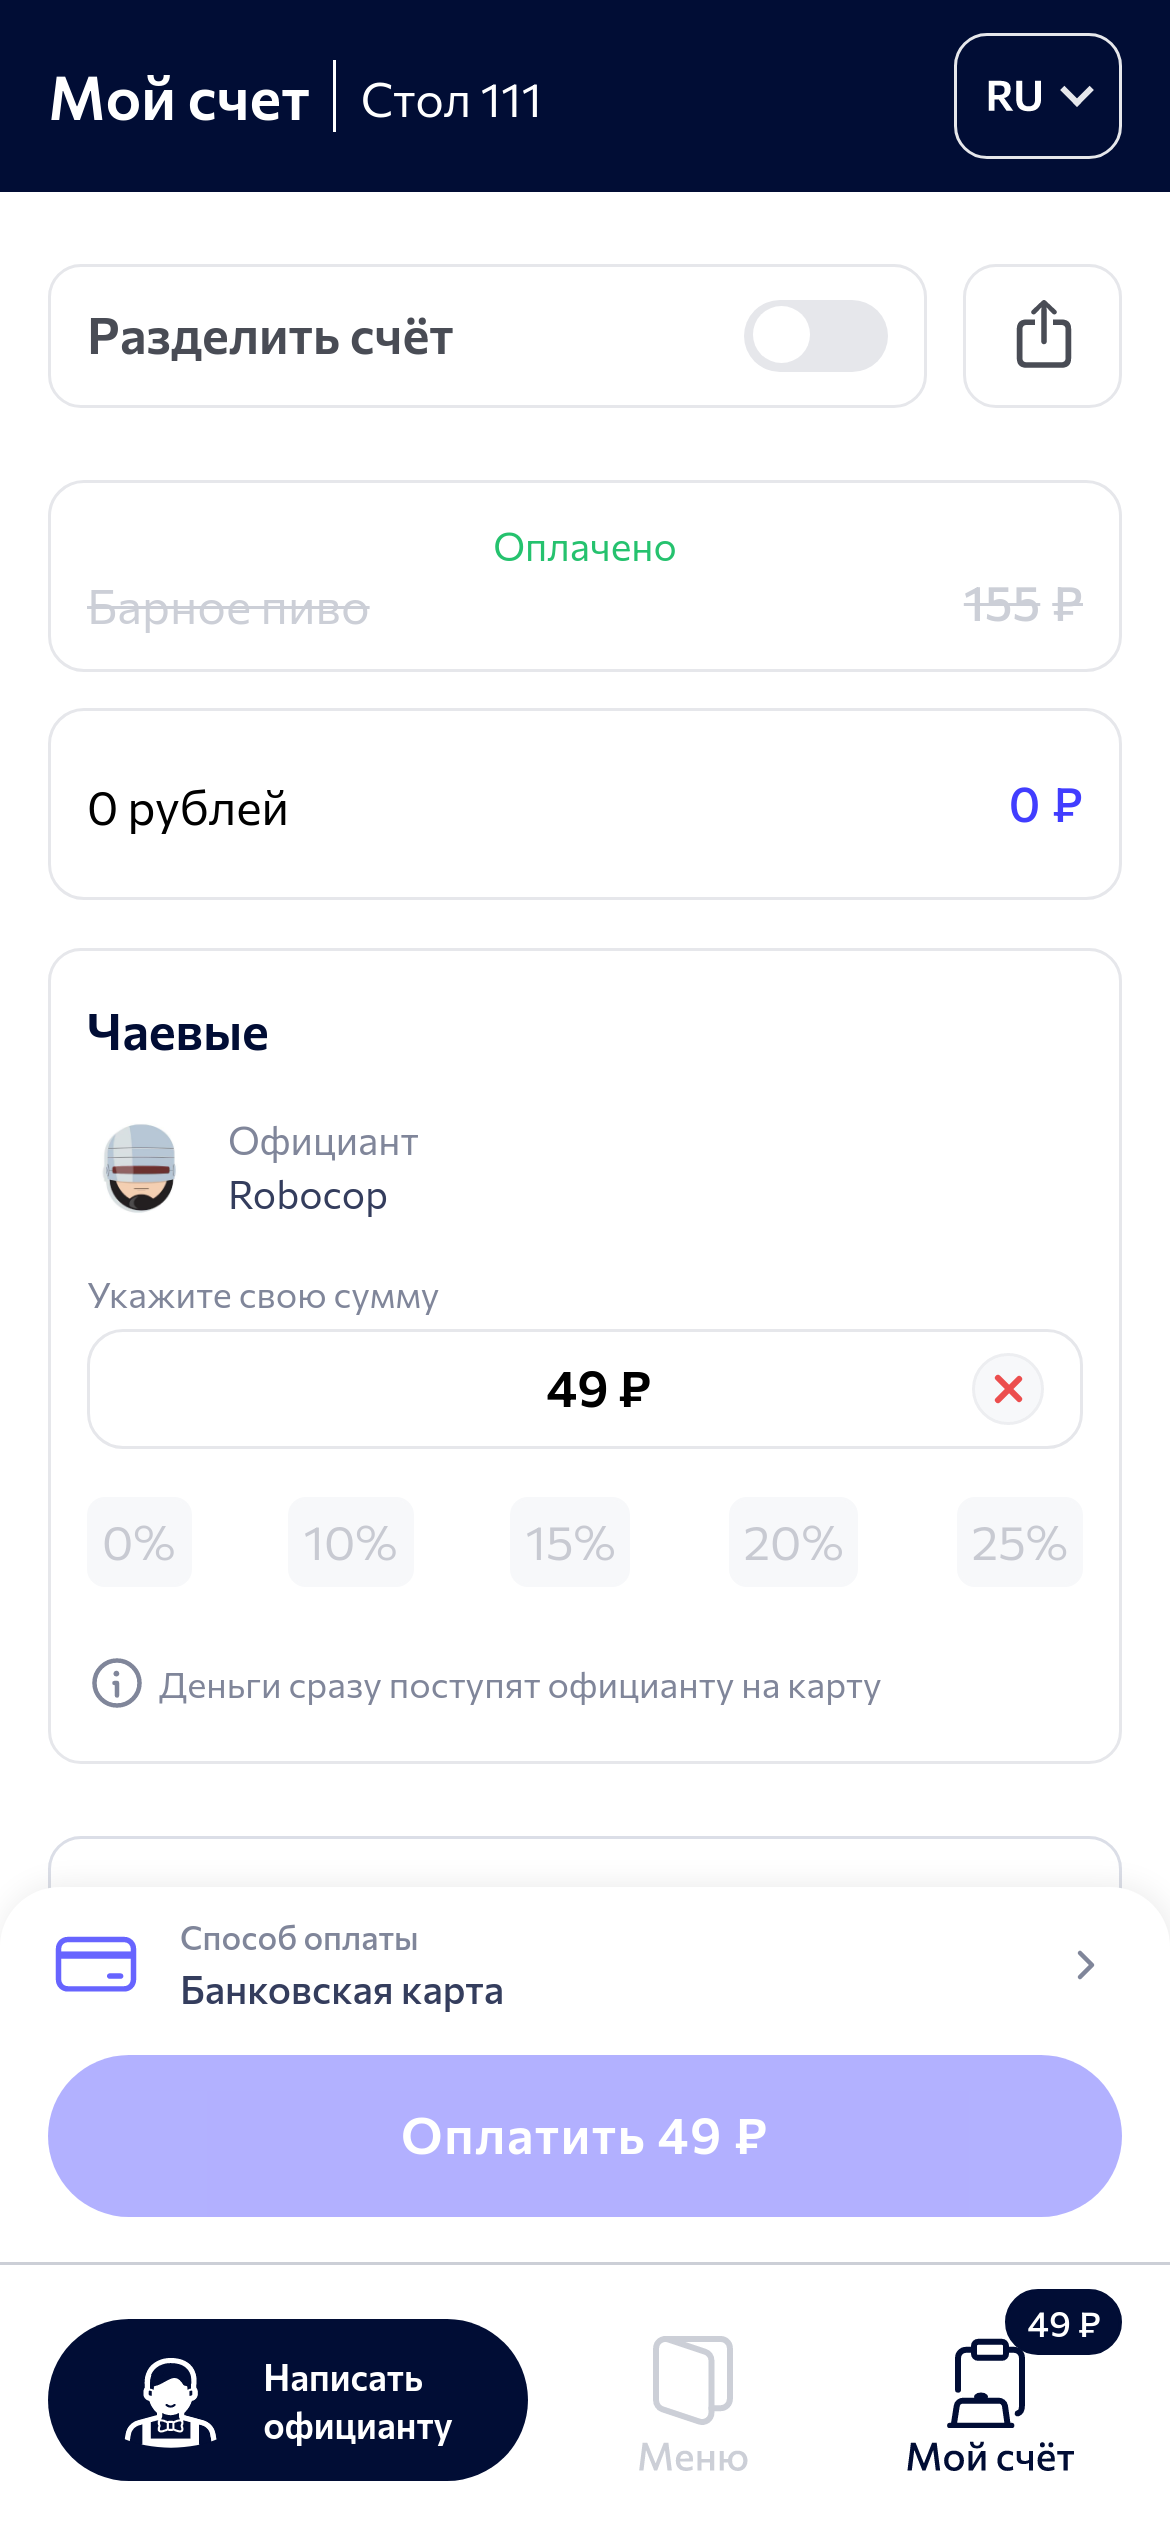 Мой счет | Стол 111
RU
Разделить счёт
Оплачено
Барное пиво 155 ₽
0 рублей 0 ₽
Чаевые
Официант
Robocop
Укажите свою сумму
49 ₽
0% 10% 15% 20% 25%
Деньги сразу поступят официанту на карту
Способ оплаты
Банковская карта
Оплатить 49 ₽
49 ₽
Написать
официанту
Меню
Мой счёт